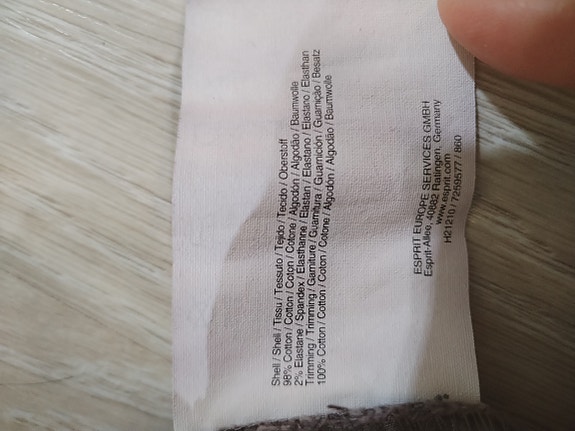 Shell / Shell / Tissu / Tessuto / Tejido / Tecido / Oberstoff
98% Cotton / Cotton / Coton / Cotone / Algodón / Algodão / Baumwolle
2% Elastane / Spandex / Elasthanne / Elastan / Elastano / Elastano / Elasthan
Trimming / Trimming / Garniture / Guarnitura / Guarnición / Guarnição / Besatz
100% Cotton / Cotton / Coton / Cotone / Algodón / Algodão / Baumwolle
ESPRIT EUROPE SERVICES GMBH
Esprit-Allee, 40882 Ratingen, Germany
www.esprit.com
H21210 / 7259577 / 860